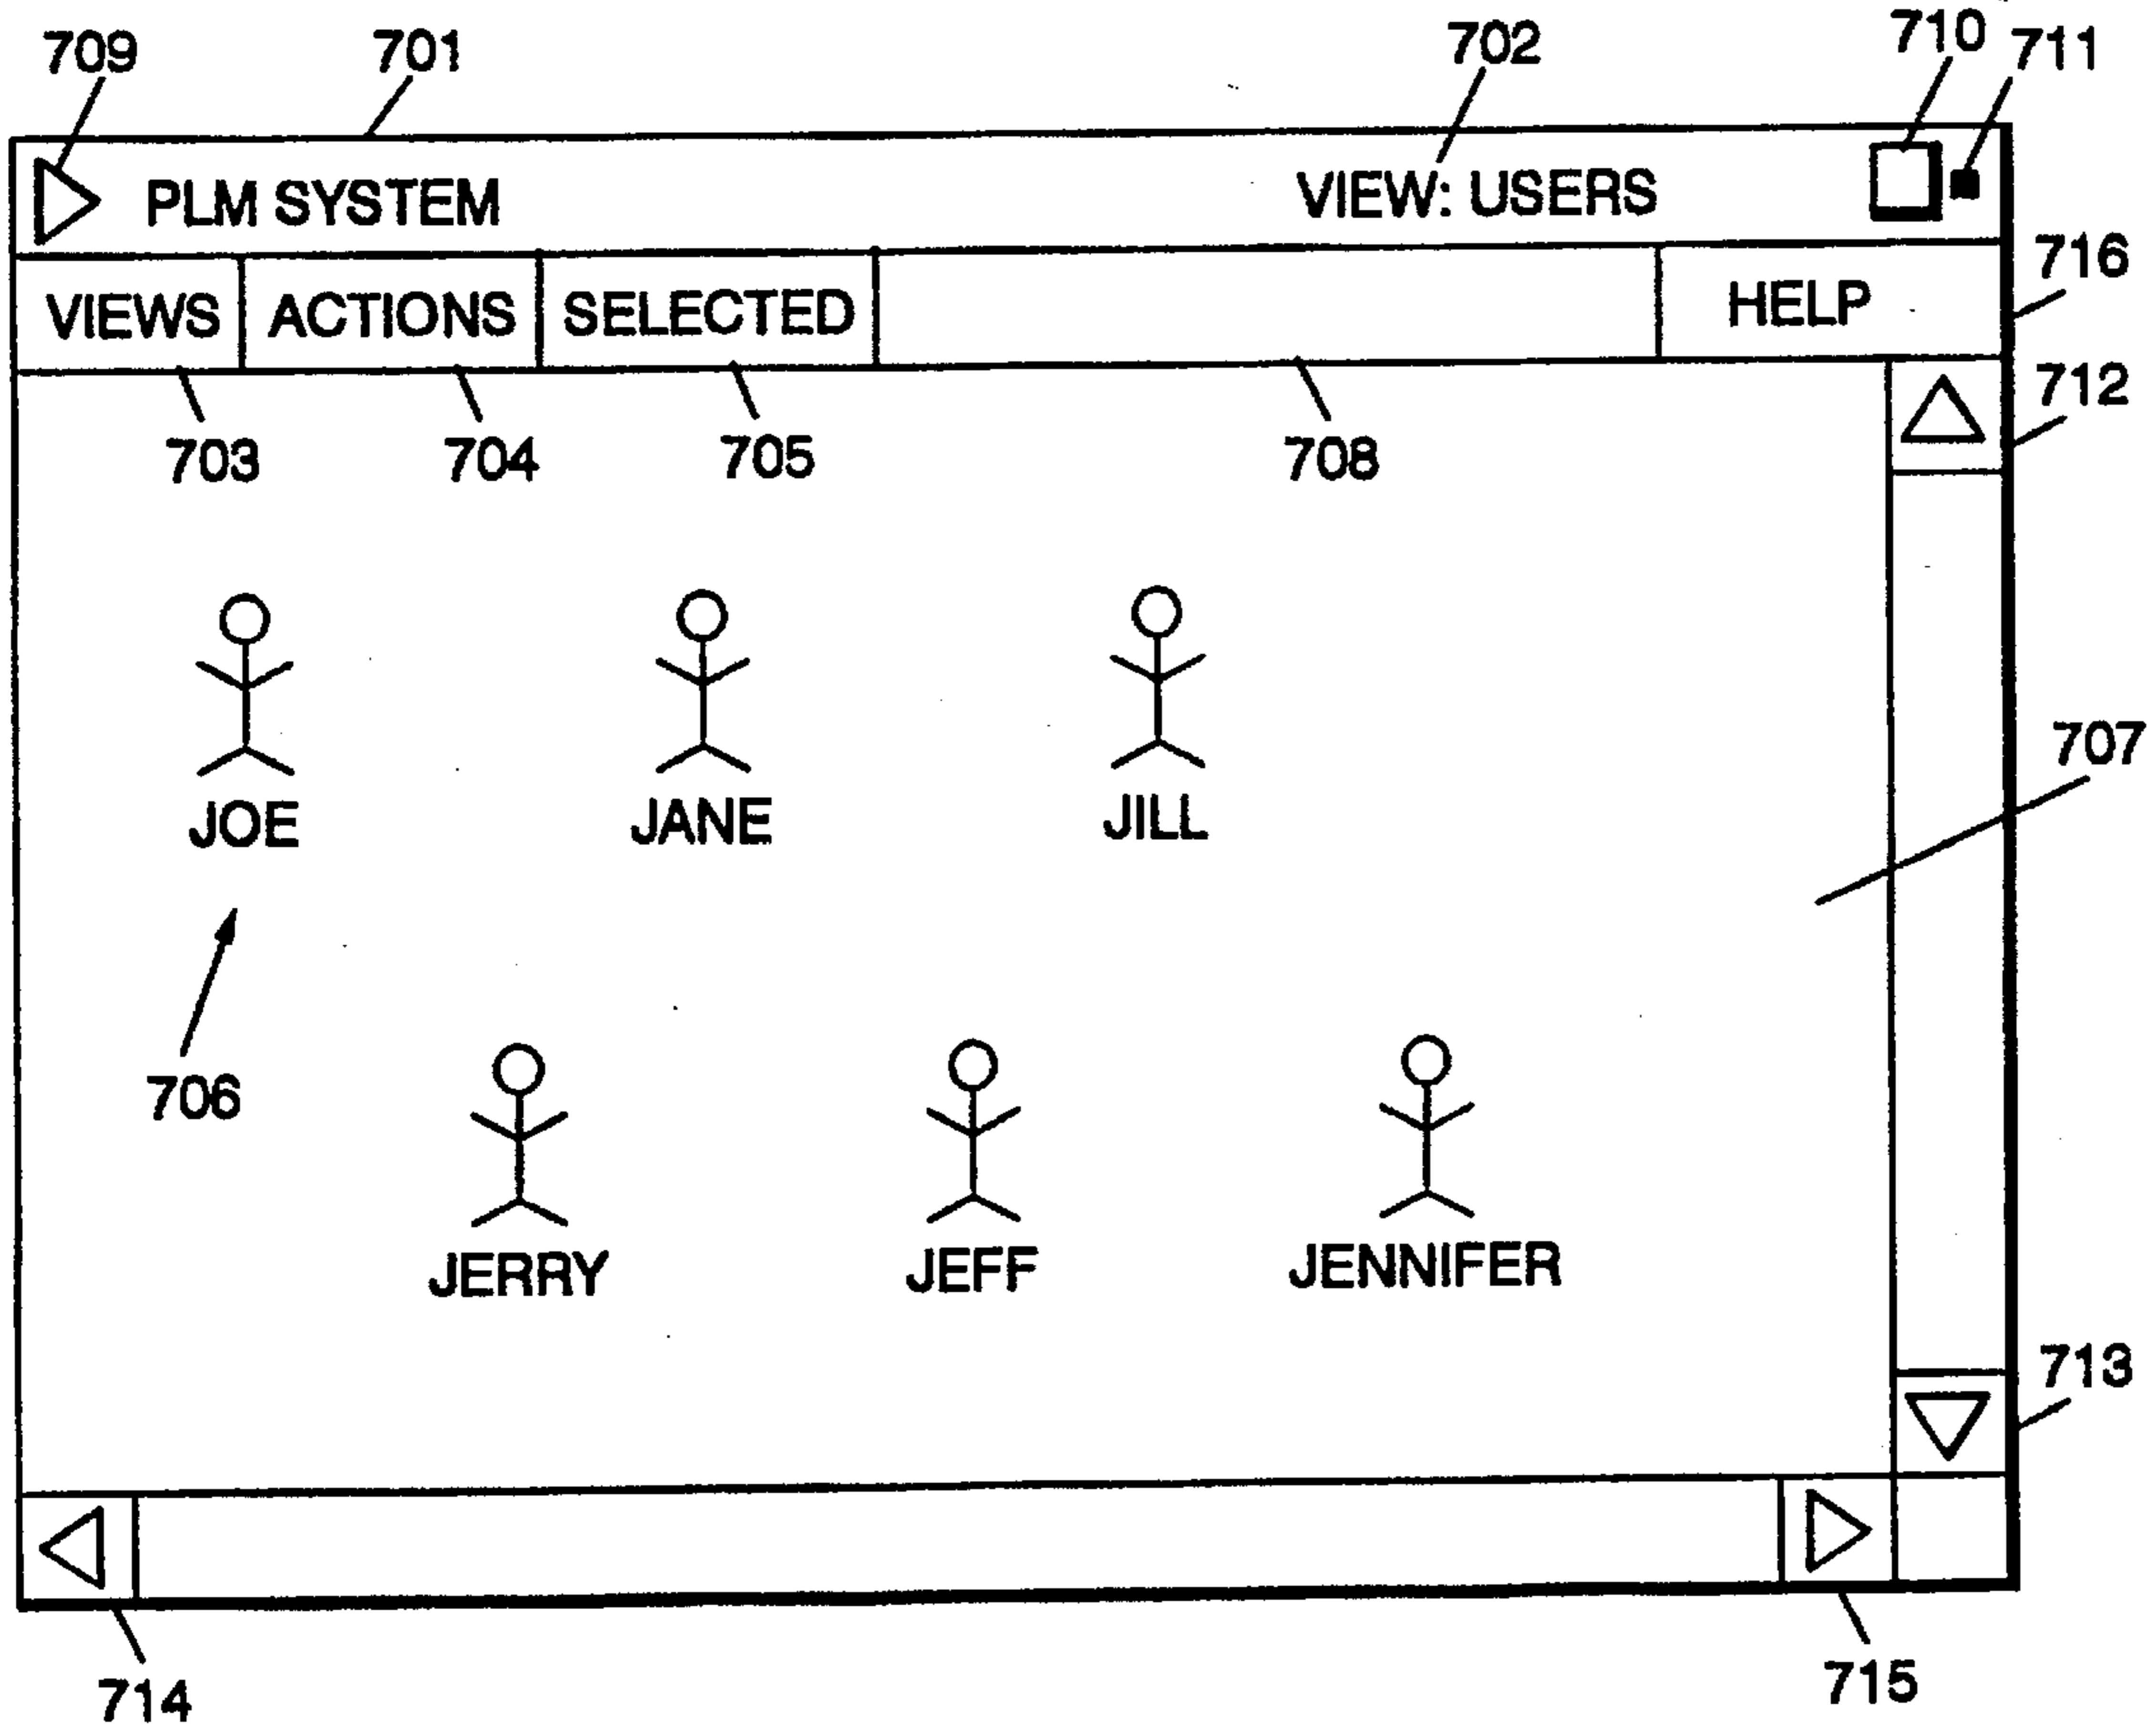 709 701 702 710 711
PLM SYSTEM VIEW: USERS
716
VIEWS ACTIONS SELECTED HELP
712
703 704 705 708
707
JOE JANE JILL
706
JERRY JEFF JENNIFER
713
714 715